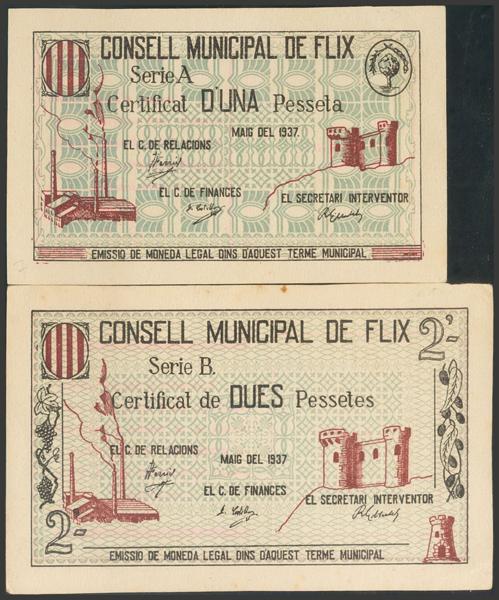 CONSELL MUNICIPAL DE FLIX
Serie A
Certificat D'UNA Pesseta
MAIG DEL 1937.
EL C. DE RELACIONS
EL C. DE FINANCES
EL SECRETARI INTERVENTOR
EMISSIO DE MONEDA LEGAL DINS D'AQUEST TERME MUNICIPAL
CONSELL MUNICIPAL DE FLIX
2'-
Serie B.
Certificat de DUES Pessetes
EL C. DE RELACIONS
MAIG DEL 1937
EL C. DE FINANCES
EL SECRETARI INTERVENTOR
2'-
EMISSIO DE MONEDA LEGAL DINS D'AQUEST TERME MUNICIPAL